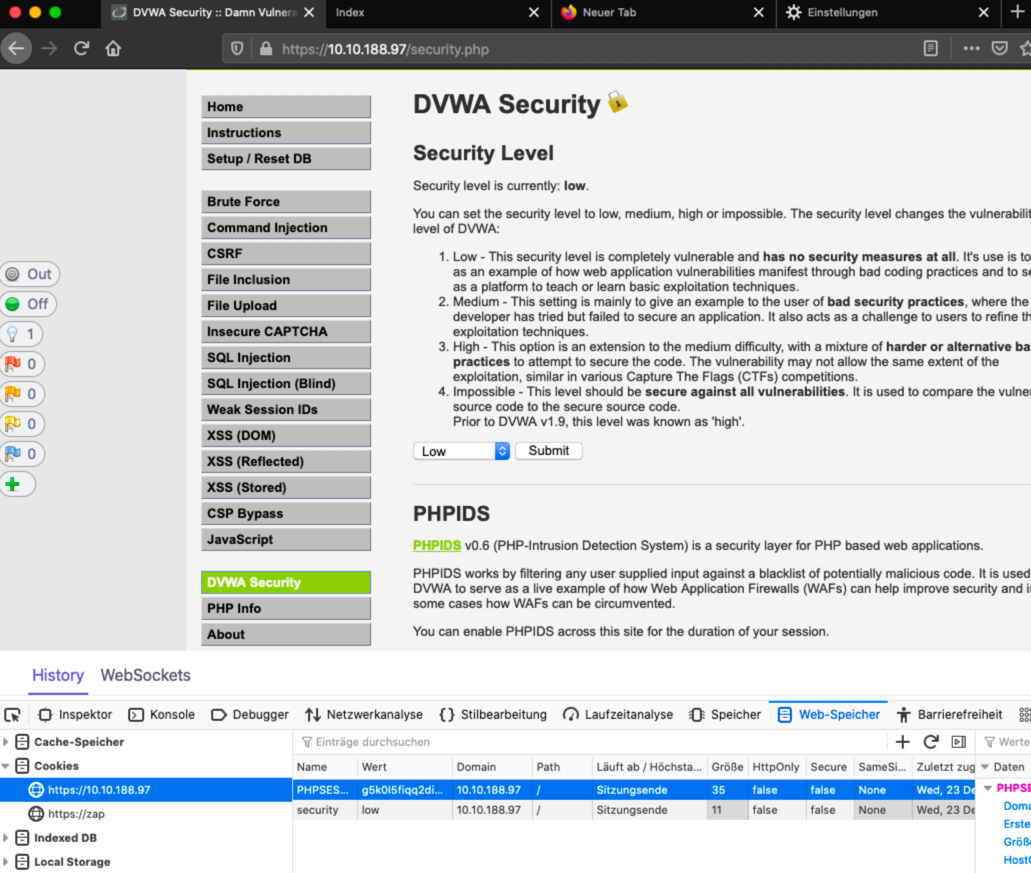 DVWA Security :: Damn Vulnera
Index
Neuer Tab
Einstellungen
https://10.10.188.97/security.php
Home
Instructions
Setup / Reset DB
Brute Force
Command Injection
CSRF
File Inclusion
File Upload
Insecure CAPTCHA
SQL Injection
SQL Injection (Blind)
Weak Session IDs
XSS (DOM)
XSS (Reflected)
XSS (Stored)
CSP Bypass
JavaScript
DVWA Security
PHP Info
About
Out
Off
1
0
0
0
0
DVWA Security
Security Level
Security level is currently: low.
You can set the security level to low, medium, high or impossible. The security level changes the vulnerabilit
level of DVWA:
1. Low - This security level is completely vulnerable and has no security measures at all. It's use is to
as an example of how web application vulnerabilities manifest through bad coding practices and to se
as a platform to teach or learn basic exploitation techniques.
2. Medium - This setting is mainly to give an example to the user of bad security practices, where the
developer has tried but failed to secure an application. It also acts as a challenge to users to refine th
exploitation techniques.
3. High - This option is an extension to the medium difficulty, with a mixture of harder or alternative ba
practices to attempt to secure the code. The vulnerability may not allow the same extent of the
exploitation, similar in various Capture The Flags (CTFs) competitions.
4. Impossible - This level should be secure against all vulnerabilities. It is used to compare the vulner
source code to the secure source code.
Prior to DVWA v1.9, this level was known as 'high'.
Low Submit
PHPIDS
PHPIDS v0.6 (PHP-Intrusion Detection System) is a security layer for PHP based web applications.
PHPIDS works by filtering any user supplied input against a blacklist of potentially malicious code. It is used
DVWA to serve as a live example of how Web Application Firewalls (WAFs) can help improve security and i
some cases how WAFs can be circumvented.
You can enable PHPIDS across this site for the duration of your session.
History WebSockets
Inspektor Konsole Debugger Netzwerkanalyse Stilbearbeitung Laufzeitanalyse Speicher Web-Speicher Barrierefreiheit
Cache-Speicher
Cookies
https://10.10.188.97
https://zap
Indexed DB
Local Storage
Einträge durchsuchen
Name Wert Domain Path Läuft ab / Höchsta... Größe HttpOnly Secure SameSi... Zuletzt zug
PHPSES... g5k0l5fiqq2di... 10.10.188.97 / Sitzungsende 35 false false None Wed, 23 De
security low 10.10.188.97 / Sitzungsende 11 false false None Wed, 23 De
Werte
Daten
PHPSE
Doma
Erste
Größe
HostO